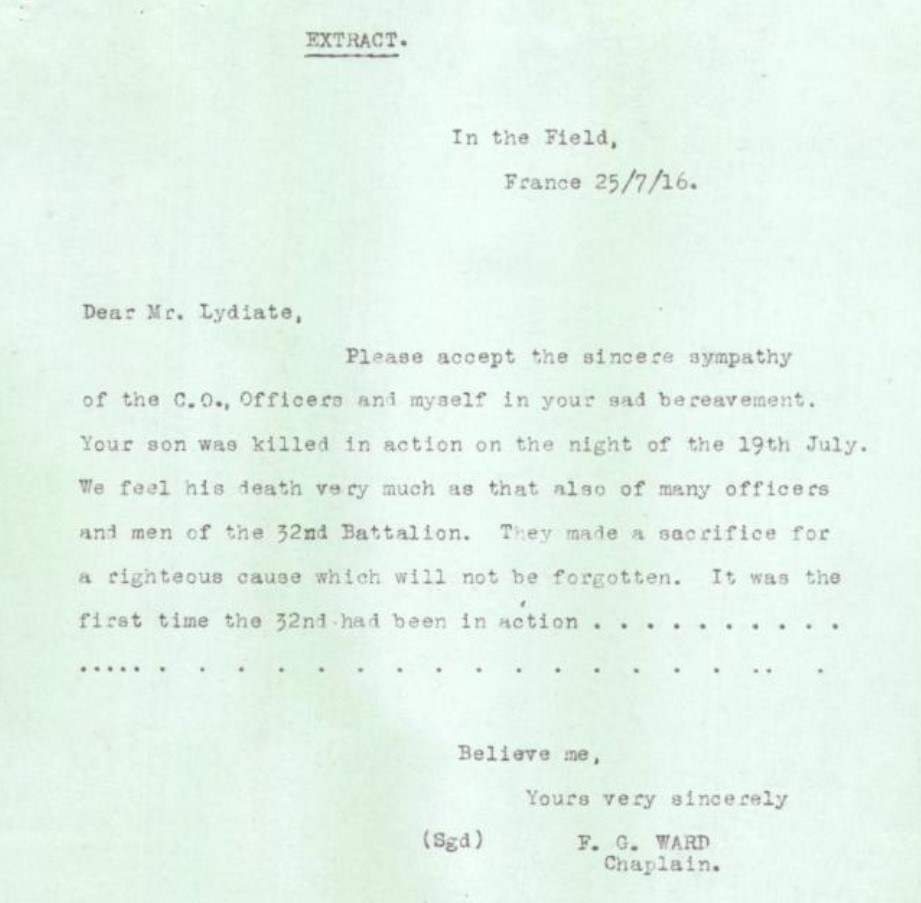 EXTRACT.
In the Field,
France 25/7/16.
Dear Mr. Lydiate,
Please accept the sincere sympathy
of the C.O., Officers and myself in your sad bereavement.
Your son was killed in action on the night of the 19th July.
We feel his death very much as that also of many officers
and men of the 32nd Battalion. They made a sacrifice for
a righteous cause which will not be forgotten. It was the
first time the 32nd had been in action . . . . . . . . . .
..... . . . . . . . . . . . . . . . . .. .
Believe me,
Yours very sincerely
(Sgd) F. G. WARD
Chaplain.